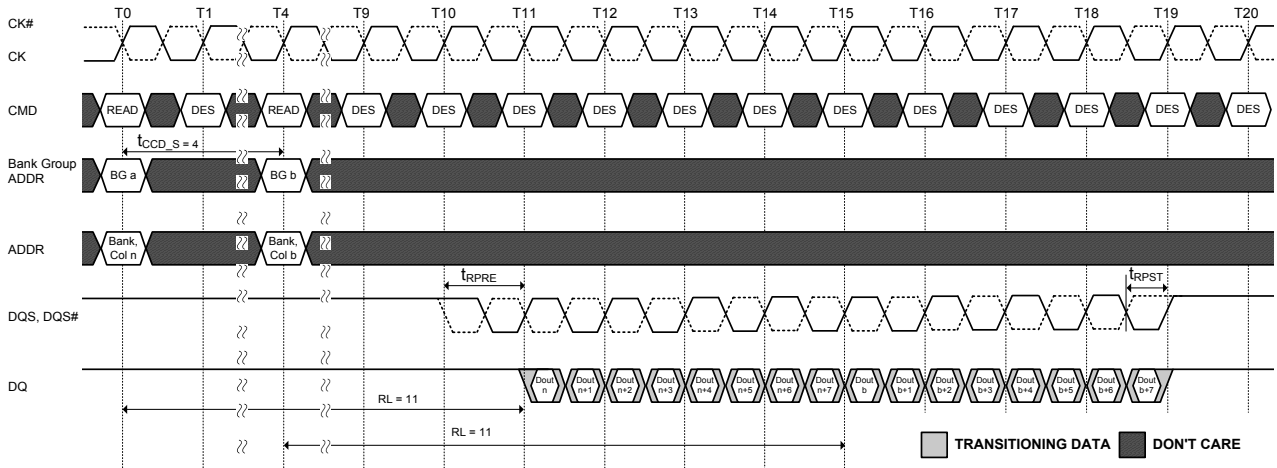 T0 T1 T4 T9 T10 T11 T12 T13 T14 T15 T16 T17 T18 T19 T20
CK#
CK
CMD READ DES READ DES DES DES DES DES DES DES DES DES DES DES DES
tCCD_S = 4
Bank Group
ADDR
BG a BG b
ADDR
Bank, Col n
Bank, Col b
tRPRE
tRPST
DQS, DQS#
DQ
Dout n
Dout n+1
Dout n+2
Dout n+3
Dout n+4
Dout n+5
Dout n+6
Dout n+7
Dout b
Dout b+1
Dout b+2
Dout b+3
Dout b+4
Dout b+5
Dout b+6
Dout b+7
RL = 11
RL = 11
TRANSITIONING DATA DON'T CARE